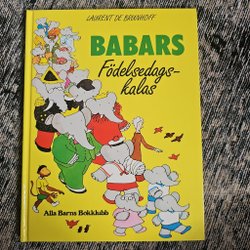 LAURENT DE BRUNHOFF
BABARS
Födelsedags-
kalas
Alla Barns Bokklubb